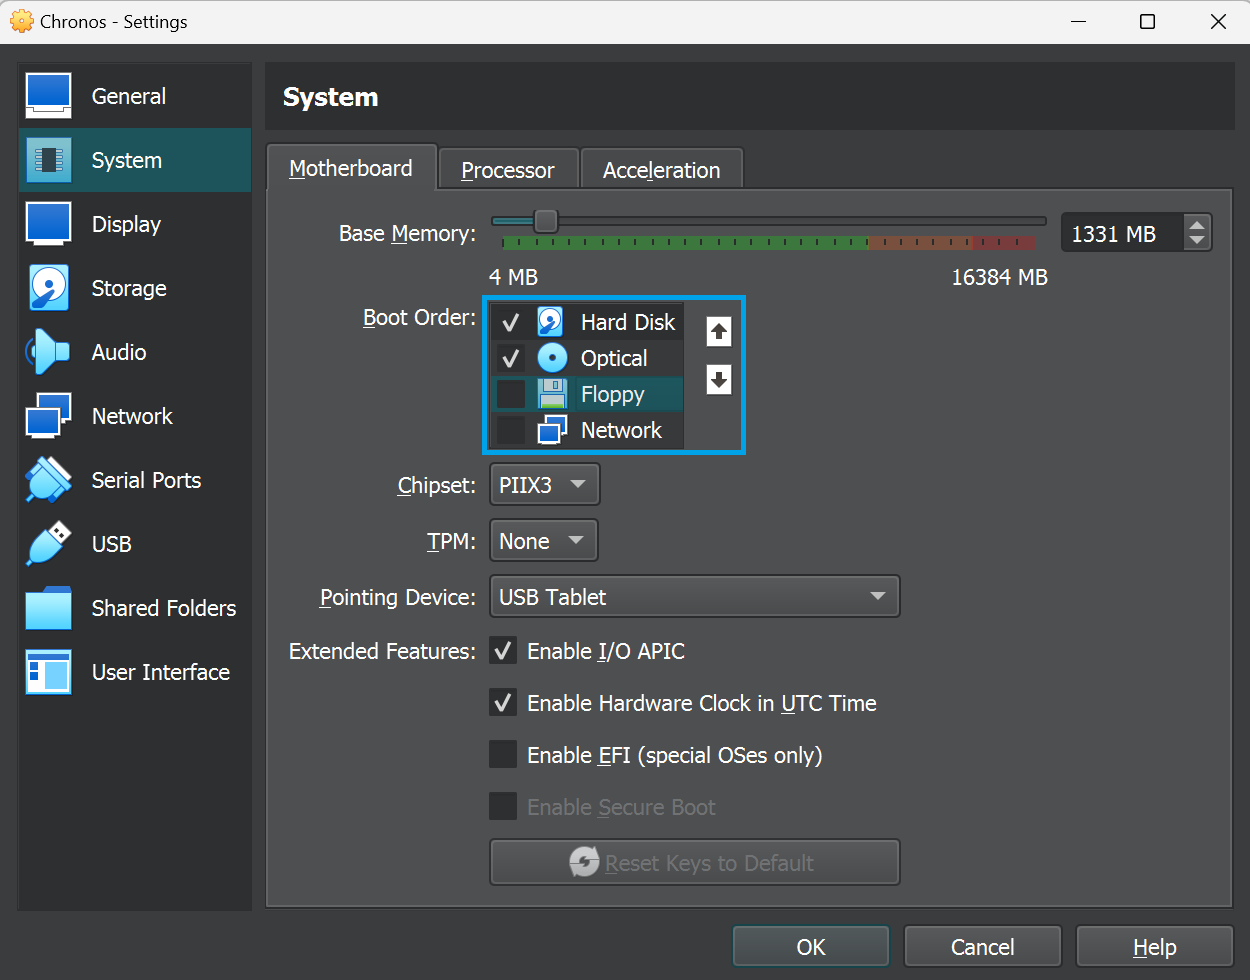 Chronos - Settings
General
System
Display
Storage
Audio
Network
Serial Ports
USB
Shared Folders
User Interface
System
Motherboard Processor Acceleration
Base Memory: 1331 MB
4 MB 16384 MB
Boot Order: Hard Disk
Optical
Floppy
Network
Chipset: PIIX3
TPM: None
Pointing Device: USB Tablet
Extended Features: Enable I/O APIC
Enable Hardware Clock in UTC Time
Enable EFI (special OSes only)
Enable Secure Boot
Reset Keys to Default
OK Cancel Help